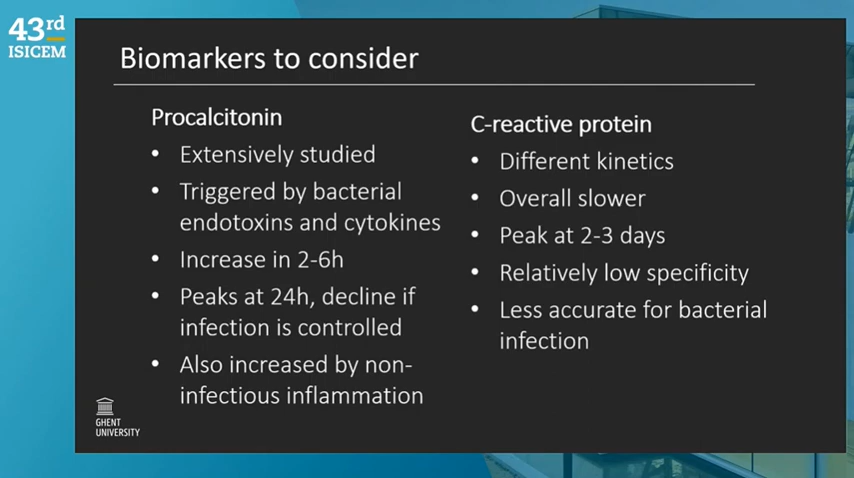 43rd
ISICEM
Biomarkers to consider
Procalcitonin
• Extensively studied
• Triggered by bacterial
endotoxins and cytokines
• Increase in 2-6h
• Peaks at 24h, decline if
infection is controlled
• Also increased by non-
infectious inflammation
C-reactive protein
• Different kinetics
• Overall slower
• Peak at 2-3 days
• Relatively low specificity
• Less accurate for bacterial
infection
GHENT
UNIVERSITY